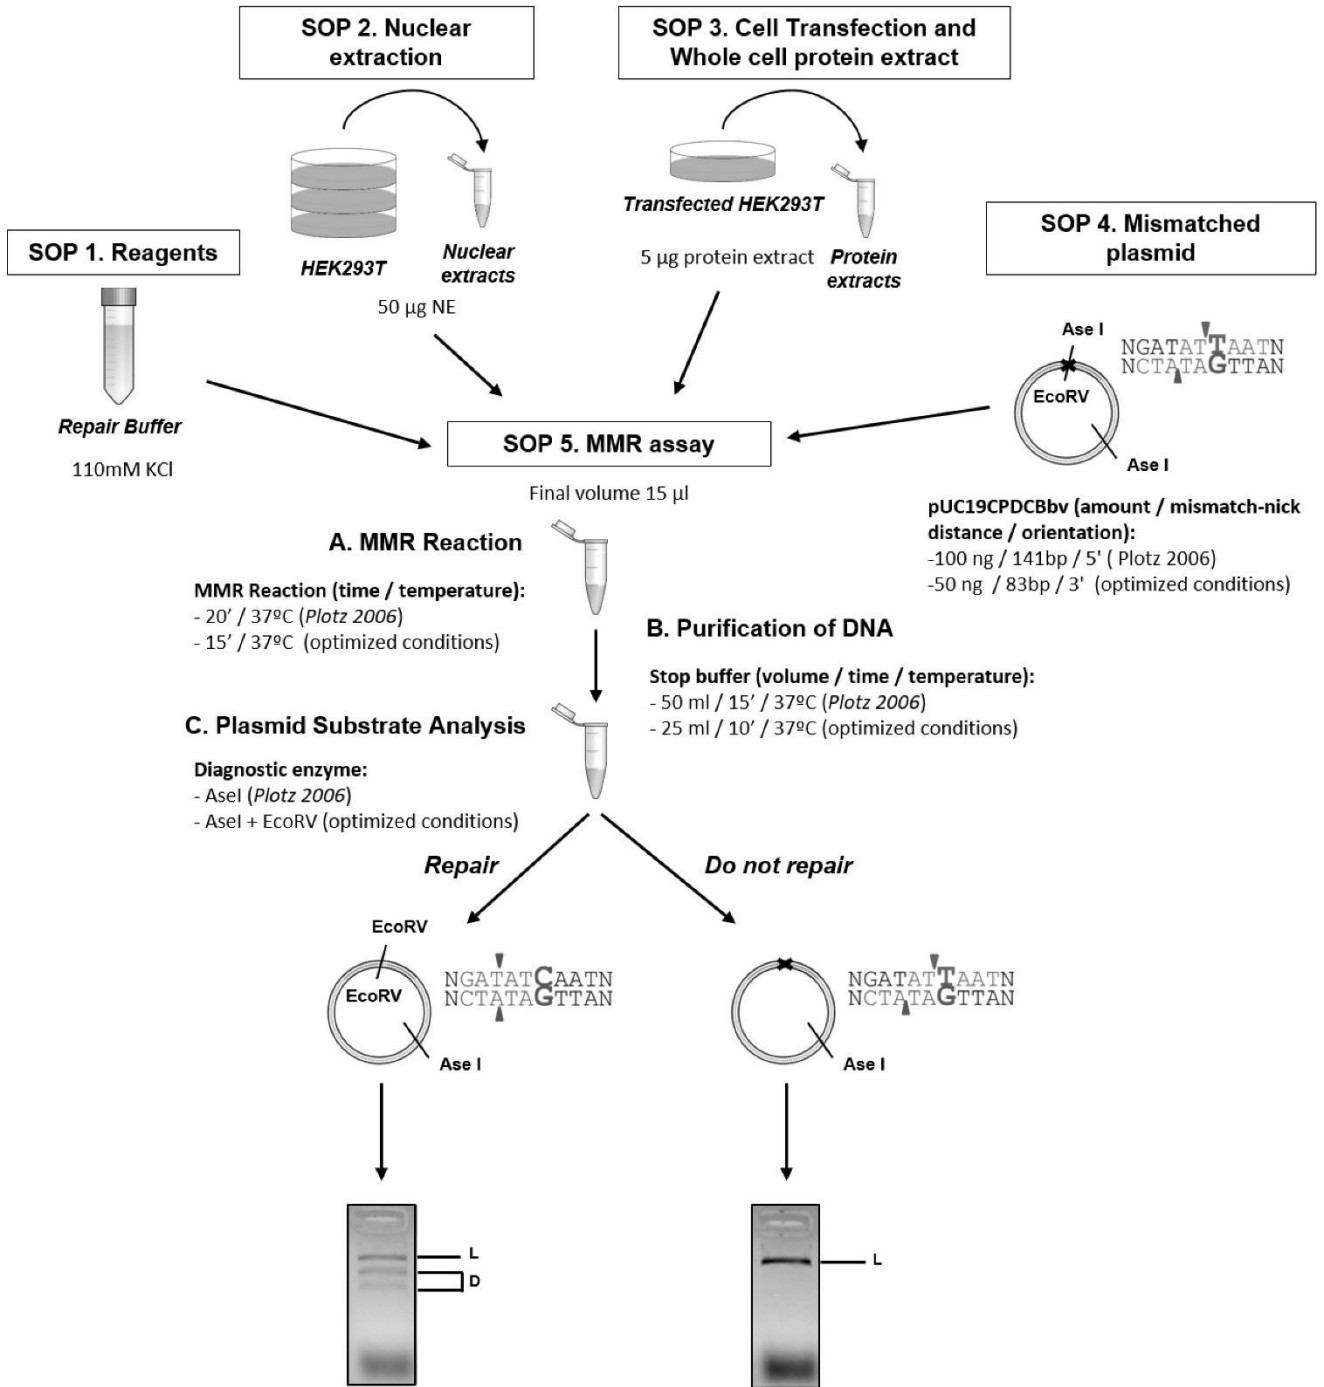 SOP 2. Nuclear
extraction
SOP 3. Cell Transfection and
Whole cell protein extract
SOP 1. Reagents
Repair Buffer
110mM KCl
HEK293T
Nuclear
extracts
50 µg NE
Transfected HEK293T
5 µg protein extract
Protein
extracts
SOP 4. Mismatched
plasmid
Ase I
EcoRV
Ase I
NGATATTAATN
NCTATAGTTAN
pUC19CPDCBbv (amount / mismatch-nick
distance / orientation):
-100 ng / 141bp / 5' ( Plotz 2006)
-50 ng / 83bp / 3' (optimized conditions)
SOP 5. MMR assay
Final volume 15 µl
A. MMR Reaction
MMR Reaction (time / temperature):
- 20’ / 37ºC (Plotz 2006)
- 15’ / 37ºC (optimized conditions)
B. Purification of DNA
Stop buffer (volume / time / temperature):
- 50 ml / 15’ / 37ºC (Plotz 2006)
- 25 ml / 10’ / 37ºC (optimized conditions)
C. Plasmid Substrate Analysis
Diagnostic enzyme:
- AseI (Plotz 2006)
- AseI + EcoRV (optimized conditions)
Repair
Do not repair
EcoRV
EcoRV
Ase I
NGATATCAATN
NCTATAGTTAN
Ase I
NGATATTAATN
NCTATAGTTAN
L
D
L